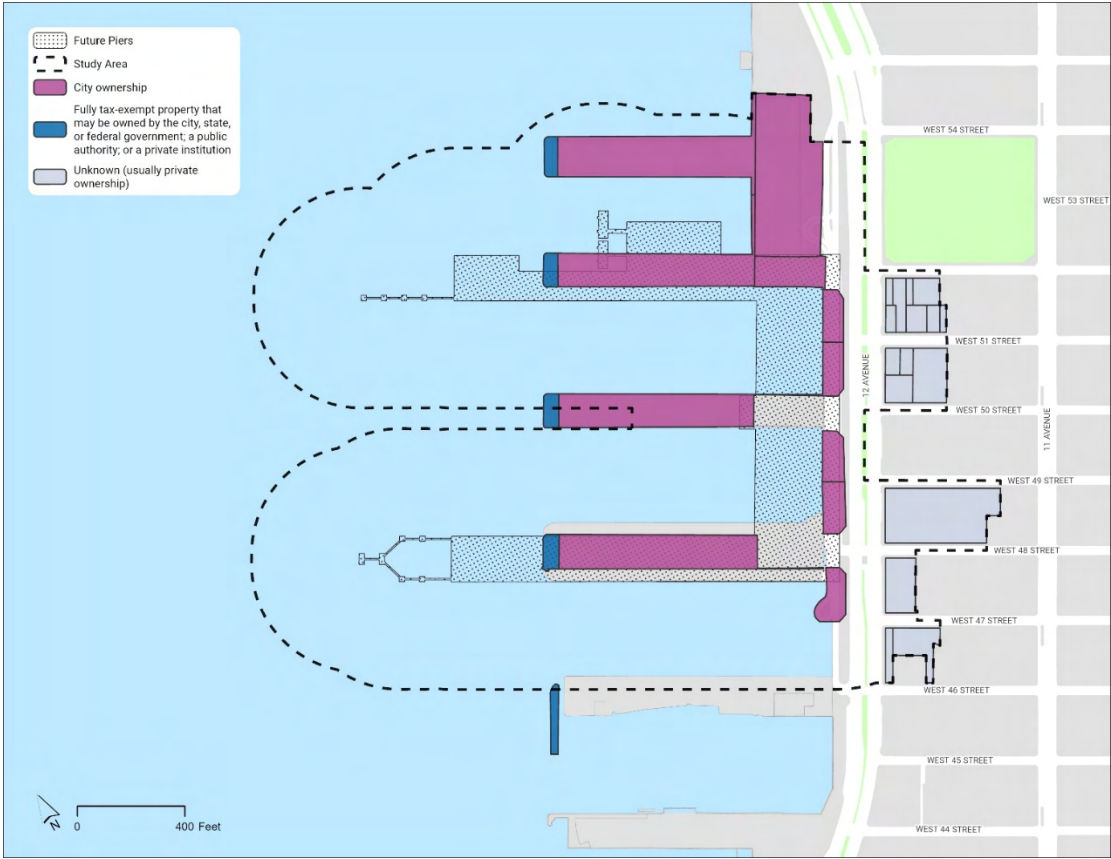 Future Piers
Study Area
City ownership
Fully tax-exempt property that
may be owned by the city, state,
or federal government; a public
authority; or a private institution
Unknown (usually private
ownership)
WEST 54 STREET
WEST 53 STREET
WEST 51 STREET
12 AVENUE
WEST 50 STREET
11 AVENUE
WEST 49 STREET
WEST 48 STREET
WEST 47 STREET
WEST 46 STREET
WEST 45 STREET
WEST 44 STREET
N
0 400 Feet